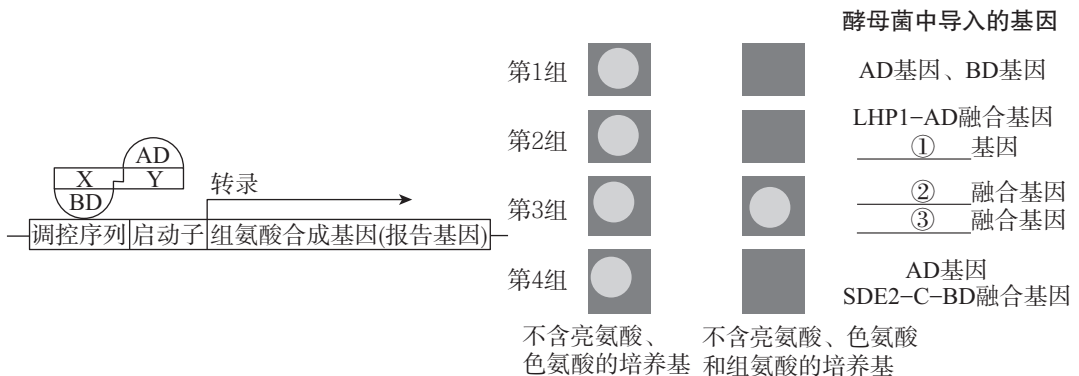 酵母菌中导入的基因
第1组
AD基因、BD基因
第2组
LHP1-AD融合基因
①基因
第3组
②融合基因
③融合基因
第4组
AD基因
SDE2-C-BD融合基因
不含亮氨酸、
色氨酸的培养基
不含亮氨酸、色氨酸
和组氨酸的培养基
AD
X
Y
BD
转录
调控序列
启动子
组氨酸合成基因(报告基因)